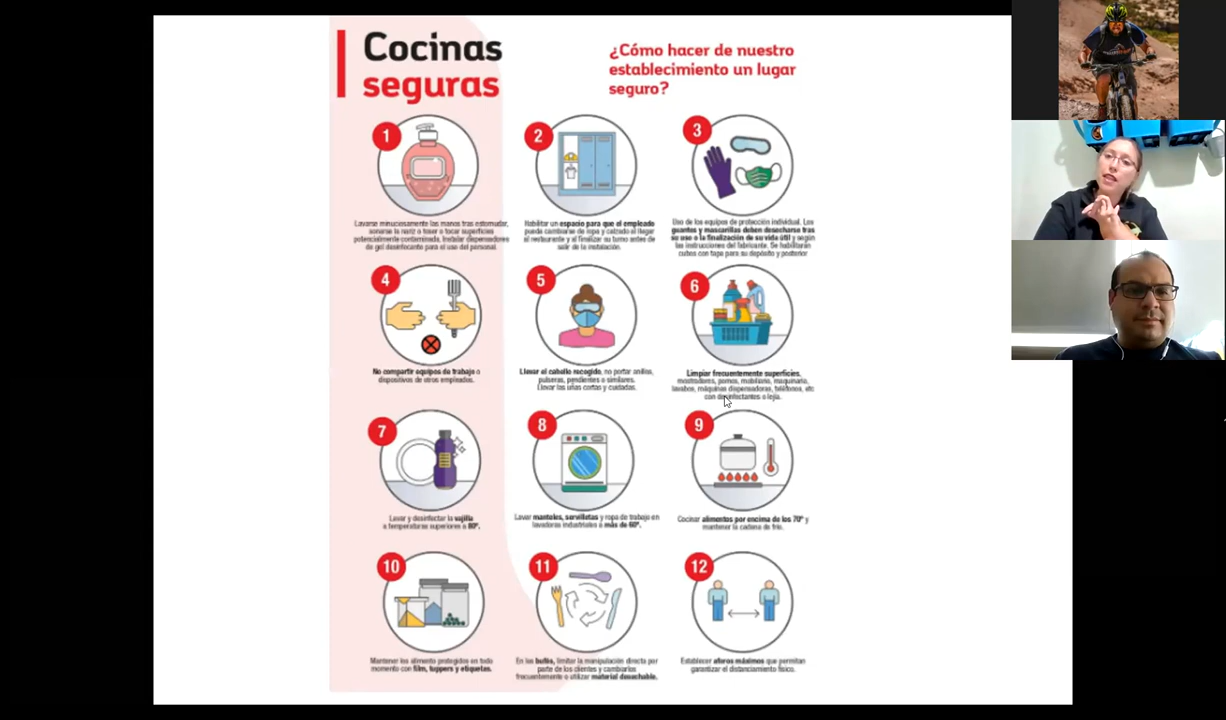 Cocinas
seguras
¿Cómo hacer de nuestro
establecimiento un lugar
seguro?
1
Lavarse minuciosamente las manos tras estornudar,
sonarse la nariz o toser o tocar superficies
potencialmente contaminada. Instalar dispensadores
de gel desinfectante para el uso del personal.
2
Habilitar un espacio para que el empleado
pueda cambiarse de ropa y calzado al llegar
al restaurante y al finalizar su turno antes de
salir de la instalación.
3
Uso de los equipos de protección individual. Los
guantes y mascarillas deben desecharse tras
su uso o la finalización de su vida útil y según
las instrucciones del fabricante. Se habilitarán
cubos con tapa para su depósito y posterior
4
No compartir equipos de trabajo o
dispositivos de otros empleados.
5
Llevar el cabello recogido, no portar anillos,
pulseras, pendientes o similares.
Llevar las uñas cortas y cuidadas.
6
Limpiar frecuentemente superficies,
mostradores, pomos, mobiliario, maquinaria,
lavabos, máquinas dispensadoras, teléfonos, etc
con desinfectantes o lejía.
7
Lavar y desinfectar la vajilla
a temperaturas superiores a 80º.
8
Lavar manteles, servilletas y ropa de trabajo en
lavadoras industriales a más de 60º.
9
Cocinar alimentos por encima de los 70º y
mantener la cadena de frío.
10
Mantener los alimento protegidos en todo
momento con film, tuppers y etiquetas.
11
En los bufés, limitar la manipulación directa por
parte de los clientes y cambiarlos
frecuentemente o utilizar material desechable.
12
Establecer aforos máximos que permitan
garantizar el distanciamiento físico.